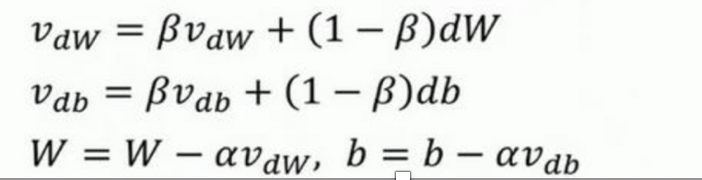 v_{dW} = βv_{dW} + (1 − β)dW
v_{db} = βv_{db} + (1 − β)db
W = W − αv_{dW}, b = b − αv_{db}